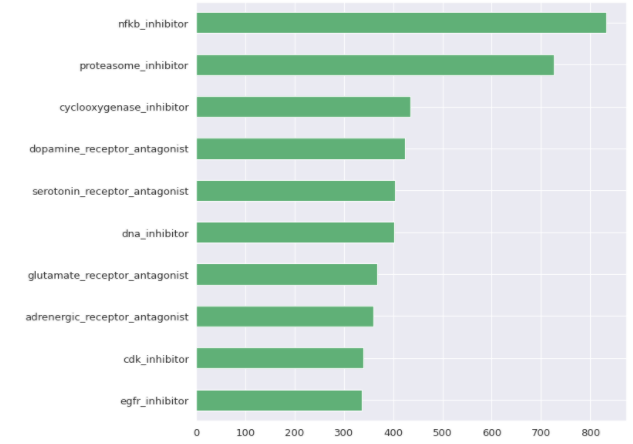 nfkb_inhibitor
proteasome_inhibitor
cyclooxygenase_inhibitor
dopamine_receptor_antagonist
serotonin_receptor_antagonist
dna_inhibitor
glutamate_receptor_antagonist
adrenergic_receptor_antagonist
cdk_inhibitor
egfr_inhibitor
0 100 200 300 400 500 600 700 800